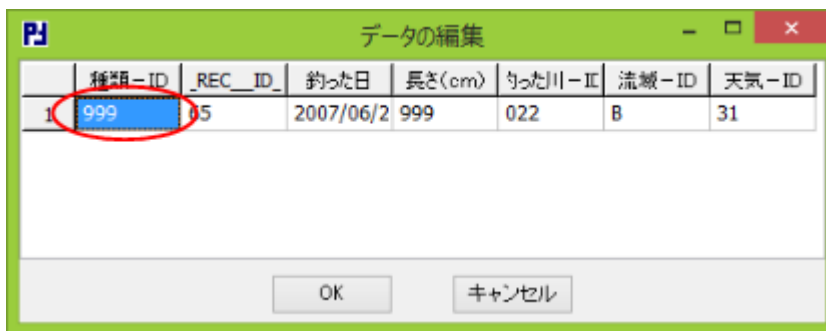 データの編集
種類－ID _REC__ID_ 釣った日 長さ(cm) 釣った川－ID 流域－ID 天気－ID
1 999 65 2007/06/2 999 022 B 31
OK キャンセル